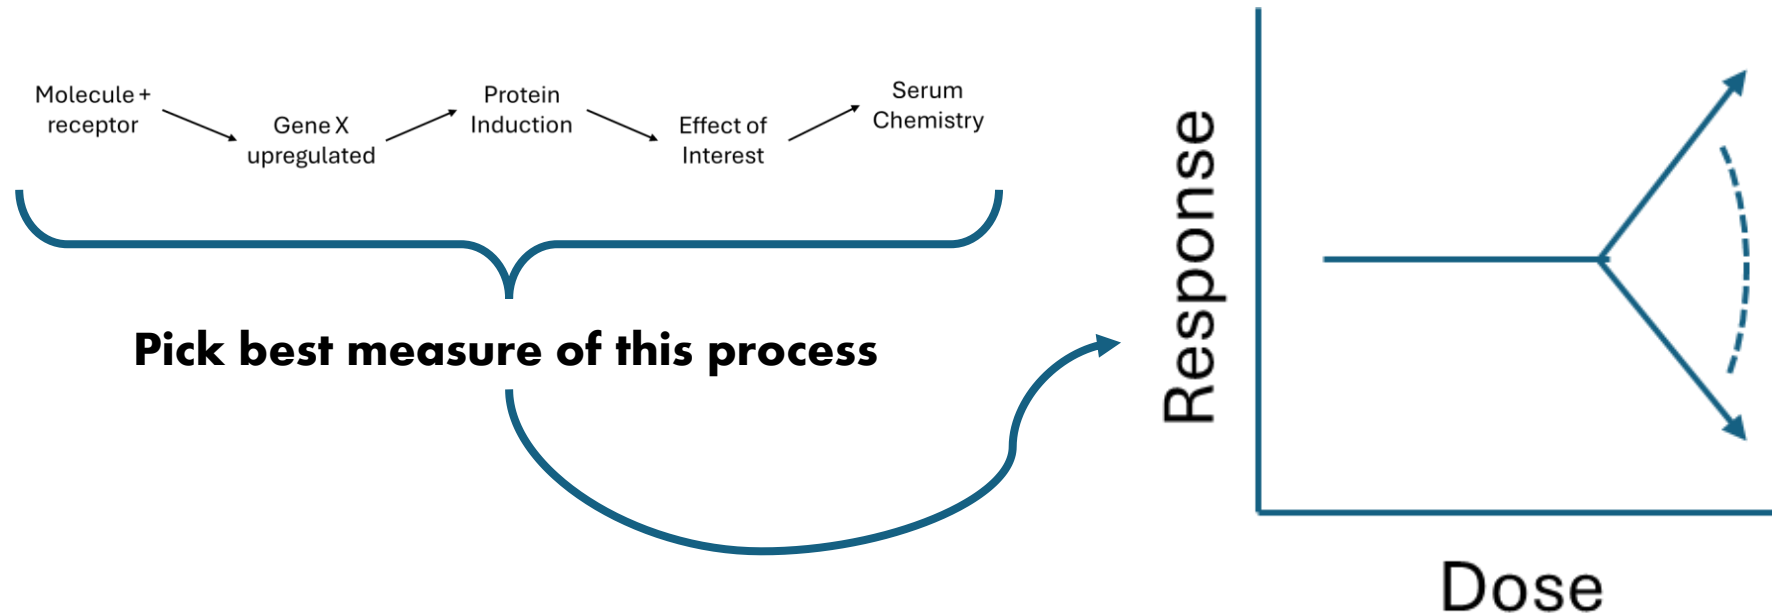 Molecule +
receptor
Gene X
upregulated
Protein
Induction
Effect of
Interest
Serum
Chemistry
Pick best measure of this process
Response
Dose